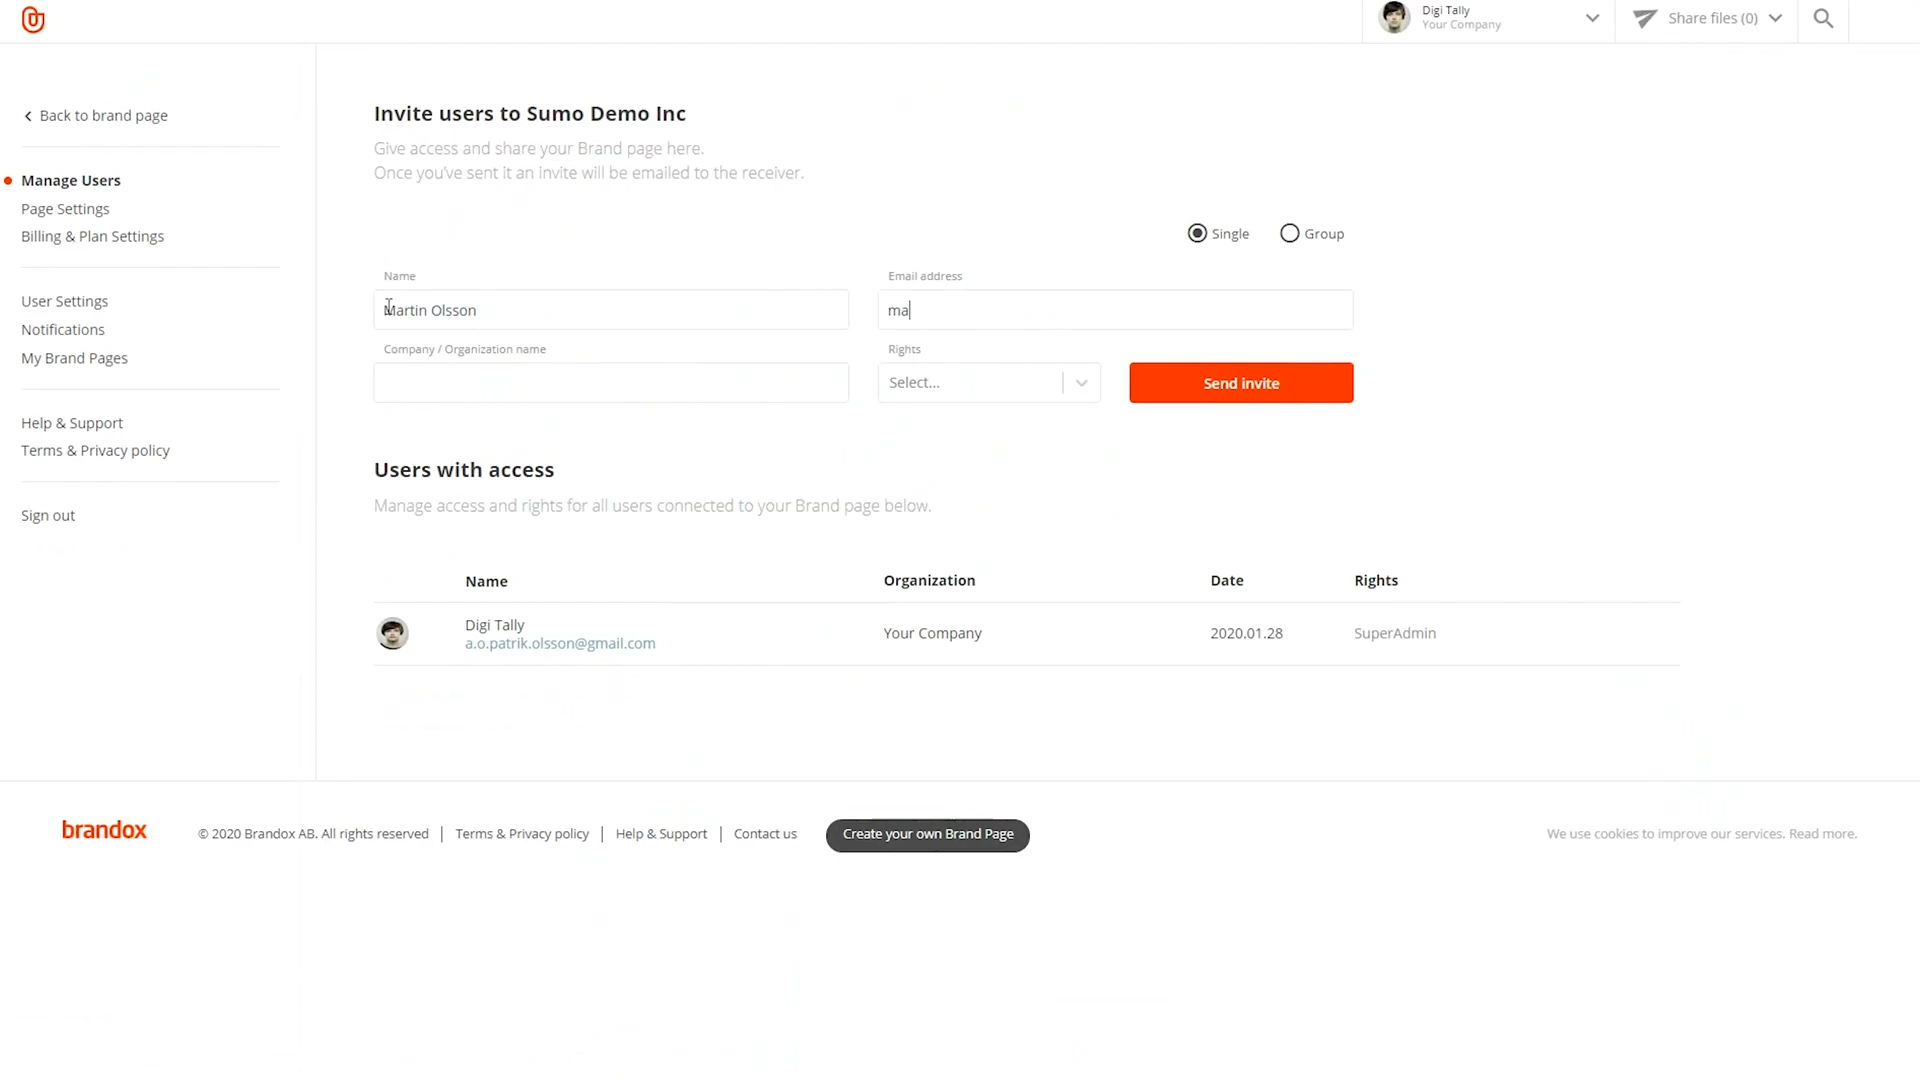 Digi Tally
Your Company
Share files (0)
Back to brand page
Manage Users
Page Settings
Billing & Plan Settings
User Settings
Notifications
My Brand Pages
Help & Support
Terms & Privacy policy
Sign out
Invite users to Sumo Demo Inc
Give access and share your Brand page here.
Once you've sent it an invite will be emailed to the receiver.
Single Group
Name Email address
Martin Olsson ma
Company / Organization name Rights
Select... Send invite
Users with access
Manage access and rights for all users connected to your Brand page below.
Name Organization Date Rights
Digi Tally
a.o.patrik.olsson@gmail.com
Your Company 2020.01.28 SuperAdmin
brandox © 2020 Brandox AB. All rights reserved | Terms & Privacy policy | Help & Support | Contact us Create your own Brand Page We use cookies to improve our services. Read more.